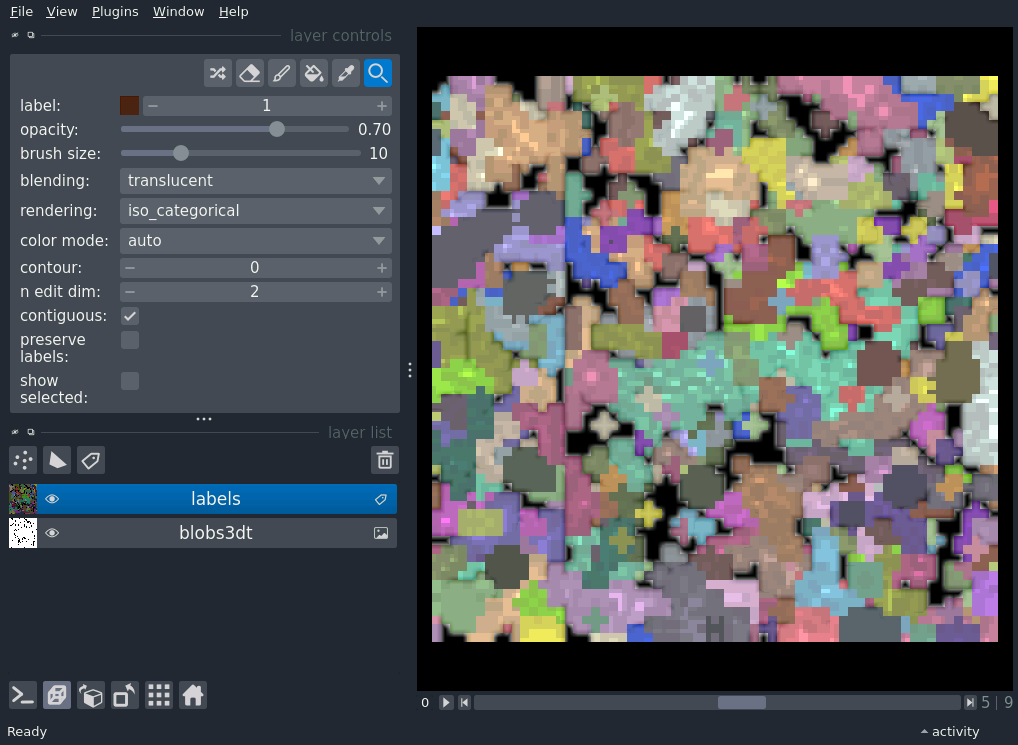 File View Plugins Window Help
layer controls
label: 1
opacity: 0.70
brush size: 10
blending: translucent
rendering: iso_categorical
color mode: auto
contour: 0
n edit dim: 2
contiguous:
preserve
labels:
show
selected:
layer list
labels
blobs3dt
0 5 | 9
Ready activity